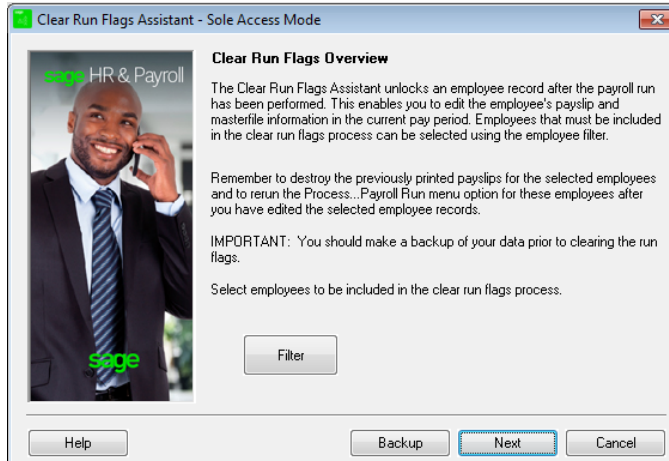 Clear Run Flags Assistant - Sole Access Mode
sage HR & Payroll
Clear Run Flags Overview
The Clear Run Flags Assistant unlocks an employee record after the payroll run
has been performed. This enables you to edit the employee's payslip and
masterfile information in the current pay period. Employees that must be included
in the clear run flags process can be selected using the employee filter.
Remember to destroy the previously printed payslips for the selected employees
and to rerun the Process...Payroll Run menu option for these employees after
you have edited the selected employee records.
IMPORTANT: You should make a backup of your data prior to clearing the run
flags.
Select employees to be included in the clear run flags process.
sage
Filter
Help
Backup
Next
Cancel